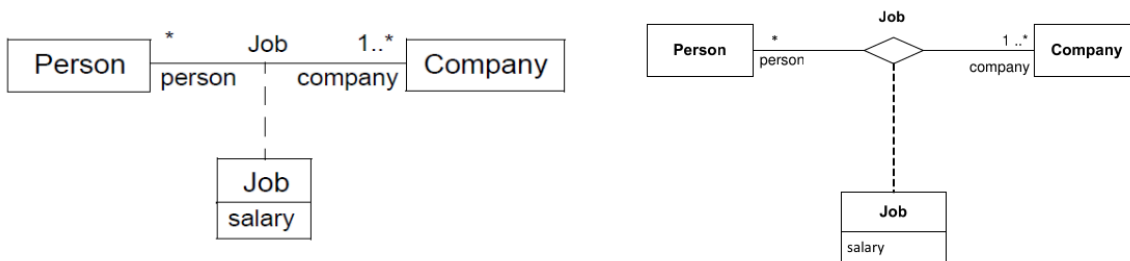 * Job 1..*
Person person company Company
Job
salary
Job
* 1 ..*
Person person company Company
Job
salary